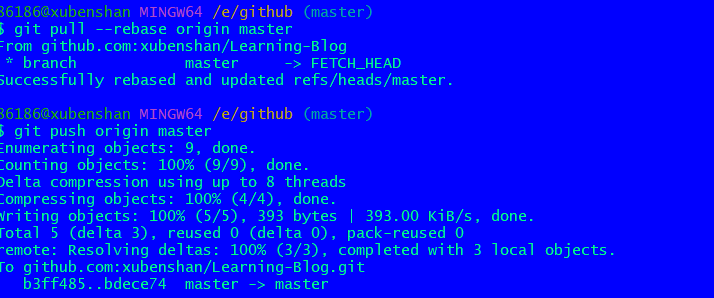 86186@xubenshan MINGW64 /e/github (master)
$ git pull --rebase origin master
From github.com:xubenshan/Learning-Blog
* branch master -> FETCH_HEAD
Successfully rebased and updated refs/heads/master.
86186@xubenshan MINGW64 /e/github (master)
$ git push origin master
Enumerating objects: 9, done.
Counting objects: 100% (9/9), done.
Delta compression using up to 8 threads
Compressing objects: 100% (4/4), done.
Writing objects: 100% (5/5), 393 bytes | 393.00 KiB/s, done.
Total 5 (delta 3), reused 0 (delta 0), pack-reused 0
remote: Resolving deltas: 100% (3/3), completed with 3 local objects.
To github.com:xubenshan/Learning-Blog.git
b3ff485..bdece74 master -> master